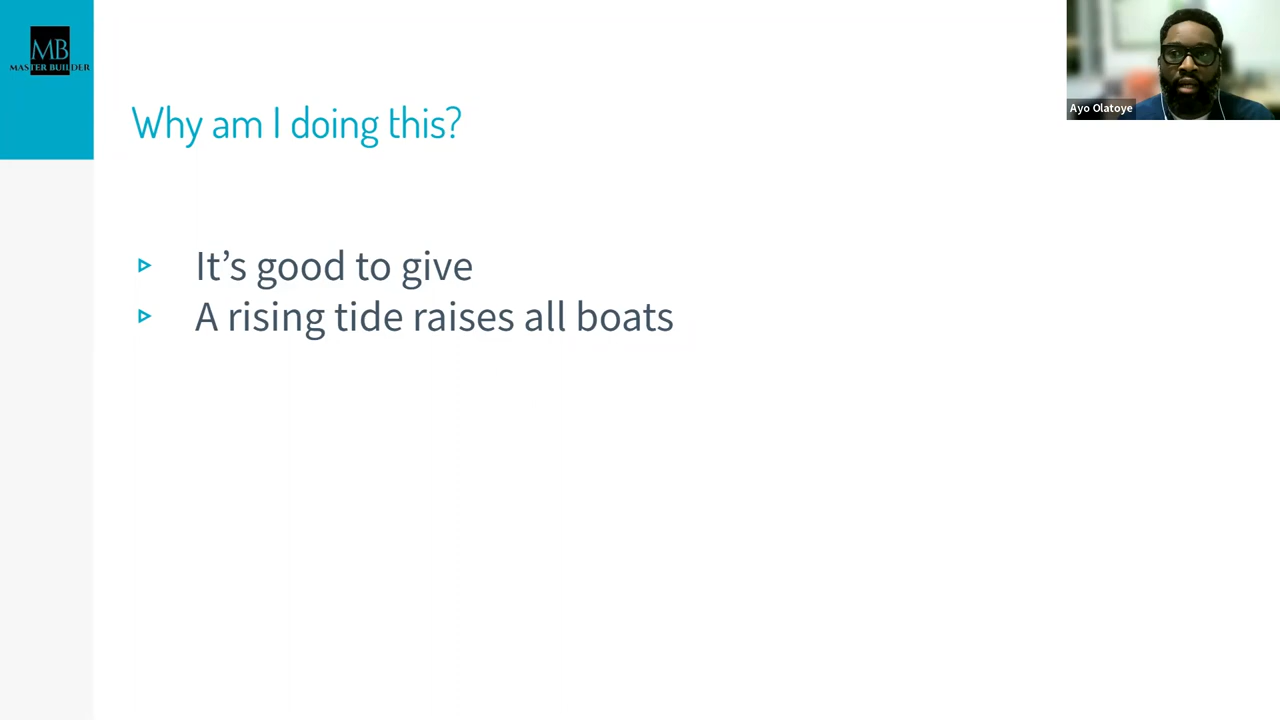 MB
MASTER BUILDER
Ayo Olatoye
Why am I doing this?
It’s good to give
A rising tide raises all boats